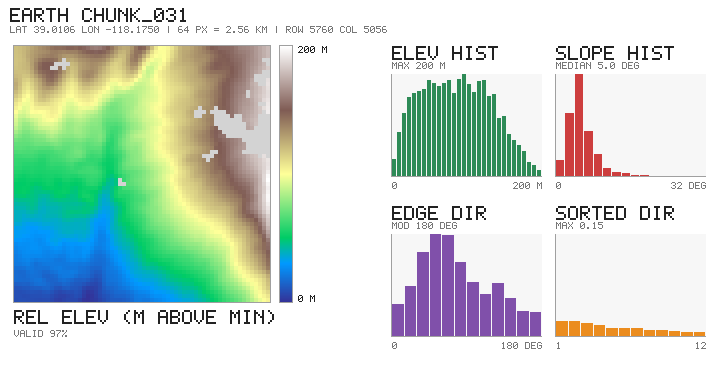 EARTH CHUNK_031
LAT 39.0106 LON -118.1750 | 64 PX = 2.56 KM | ROW 5760 COL 5056
200 M
0 M
REL ELEV (M ABOVE MIN)
VALID 97%
ELEV HIST
MAX 200 M
0 200 M
SLOPE HIST
MEDIAN 5.0 DEG
0 32 DEG
EDGE DIR
MOD 180 DEG
0 180 DEG
SORTED DIR
MAX 0.15
1 12